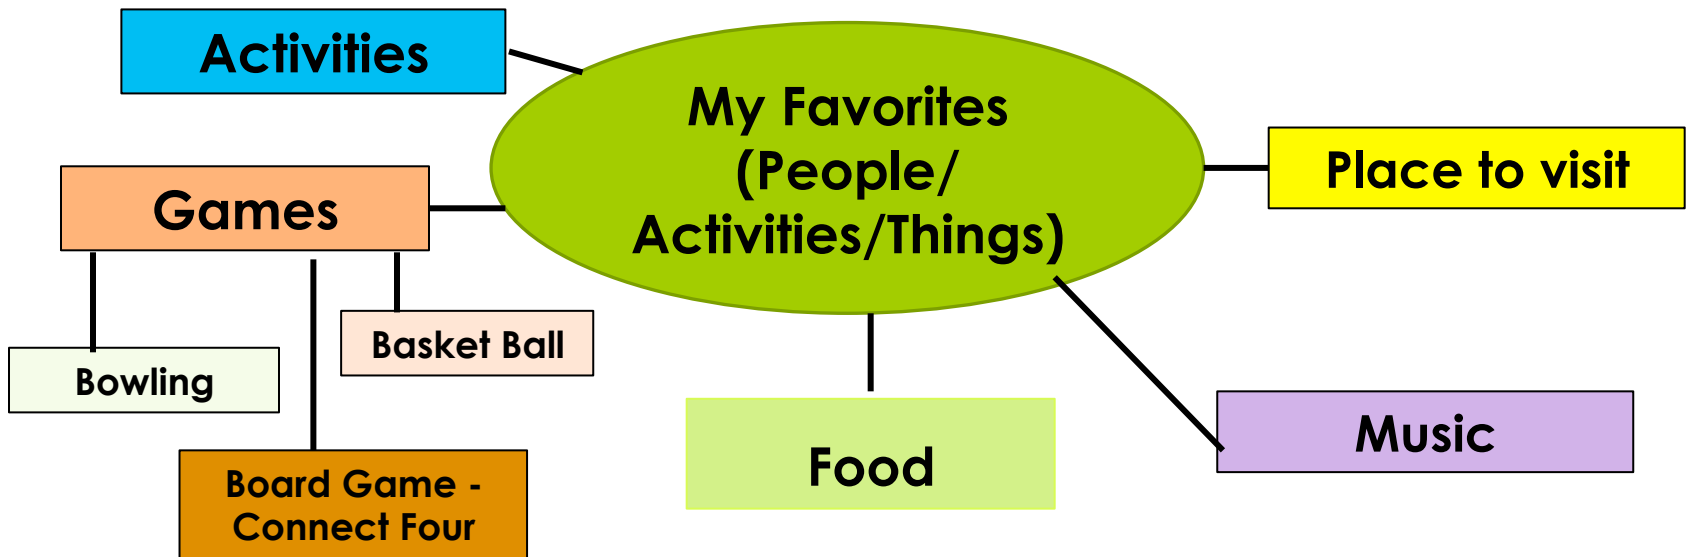 Activities
My Favorites
(People/
Activities/Things)
Place to visit
Games
Basket Ball
Bowling
Music
Food
Board Game -
Connect Four